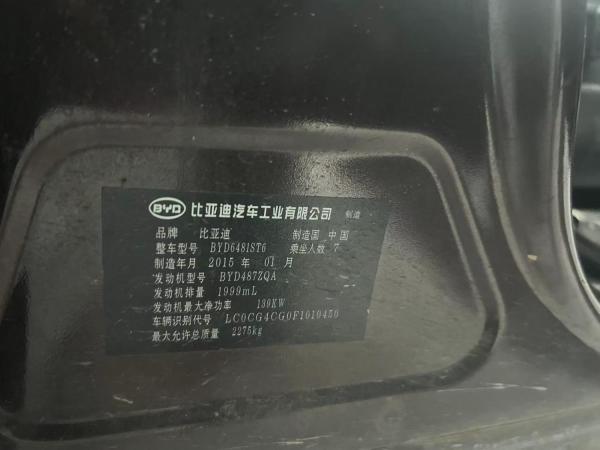 BYD 比亚迪汽车工业有限公司 制造
品牌 比亚迪 制造国 中国
整车型号 BYD6481ST6 乘坐人数 7
制造年月 2015 年 01 月
发动机型号 BYD487ZQA
发动机排量 1999mL
发动机最大净功率 139KW
车辆识别代号 LC0CG4CG0F1010450
最大允许总质量 2275kg